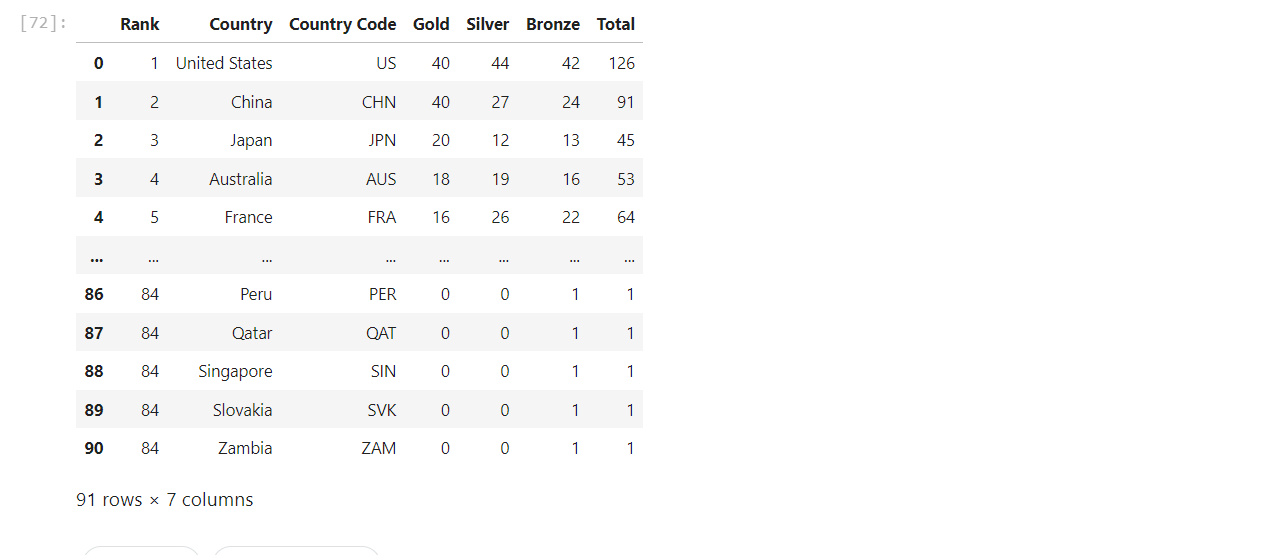 [72]:
Rank Country Country Code Gold Silver Bronze Total
0 1 United States US 40 44 42 126
1 2 China CHN 40 27 24 91
2 3 Japan JPN 20 12 13 45
3 4 Australia AUS 18 19 16 53
4 5 France FRA 16 26 22 64
... ... ... ... ... ... ... ...
86 84 Peru PER 0 0 1 1
87 84 Qatar QAT 0 0 1 1
88 84 Singapore SIN 0 0 1 1
89 84 Slovakia SVK 0 0 1 1
90 84 Zambia ZAM 0 0 1 1
91 rows × 7 columns